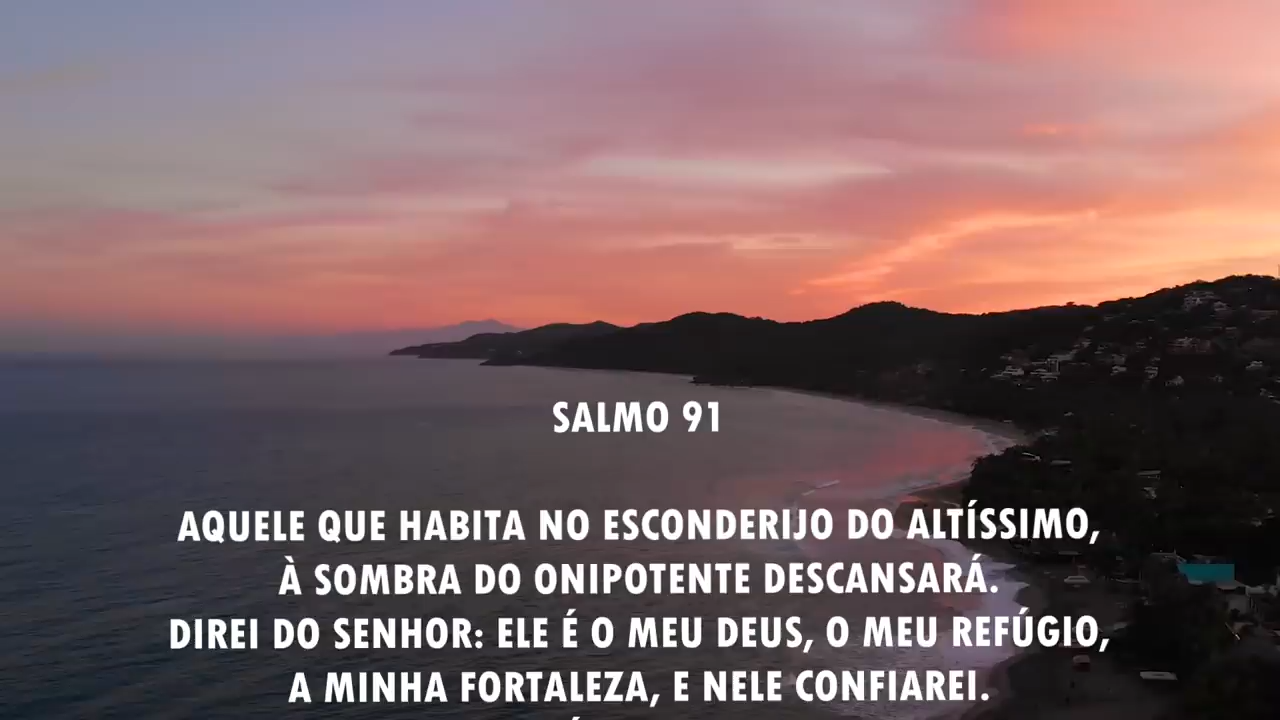 SALMO 91
AQUELE QUE HABITA NO ESCONDERIJO DO ALTÍSSIMO,
À SOMBRA DO ONIPOTENTE DESCANSARÁ.
DIREI DO SENHOR: ELE É O MEU DEUS, O MEU REFÚGIO,
A MINHA FORTALEZA, E NELE CONFIAREI.